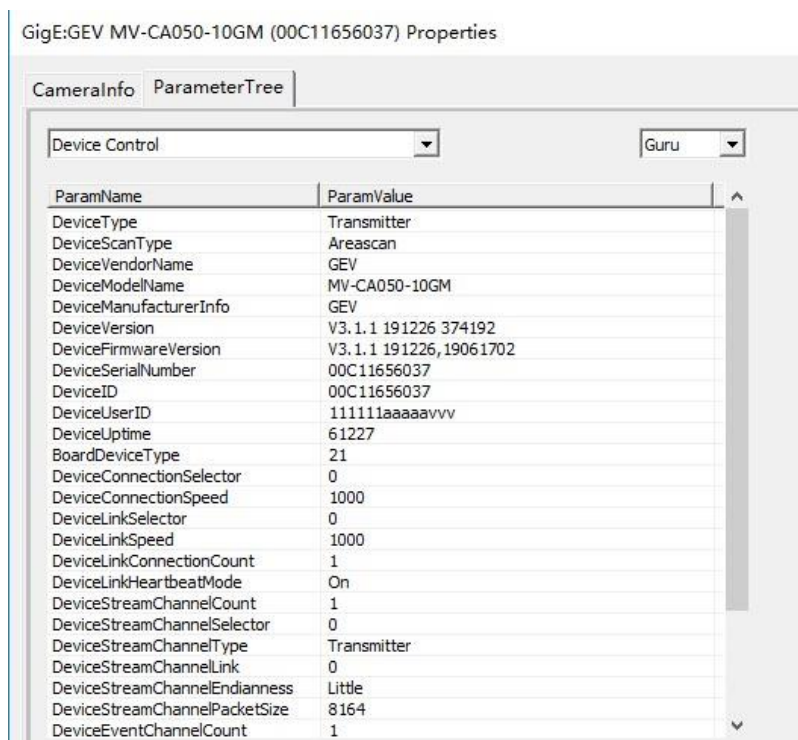 GigE:GEV MV-CA050-10GM (00C11656037) Properties
CameraInfo ParameterTree
Device Control Guru
ParamName ParamValue
DeviceType Transmitter
DeviceScanType Areascan
DeviceVendorName GEV
DeviceModelName MV-CA050-10GM
DeviceManufacturerInfo GEV
DeviceVersion V3.1.1 191226 374192
DeviceFirmwareVersion V3.1.1 191226,19061702
DeviceSerialNumber 00C11656037
DeviceID 00C11656037
DeviceUserID 111111aaaaavvv
DeviceUptime 61227
BoardDeviceType 21
DeviceConnectionSelector 0
DeviceConnectionSpeed 1000
DeviceLinkSelector 0
DeviceLinkSpeed 1000
DeviceLinkConnectionCount 1
DeviceLinkHeartbeatMode On
DeviceStreamChannelCount 1
DeviceStreamChannelSelector 0
DeviceStreamChannelType Transmitter
DeviceStreamChannelLink 0
DeviceStreamChannelEndianness Little
DeviceStreamChannelPacketSize 8164
DeviceEventChannelCount 1